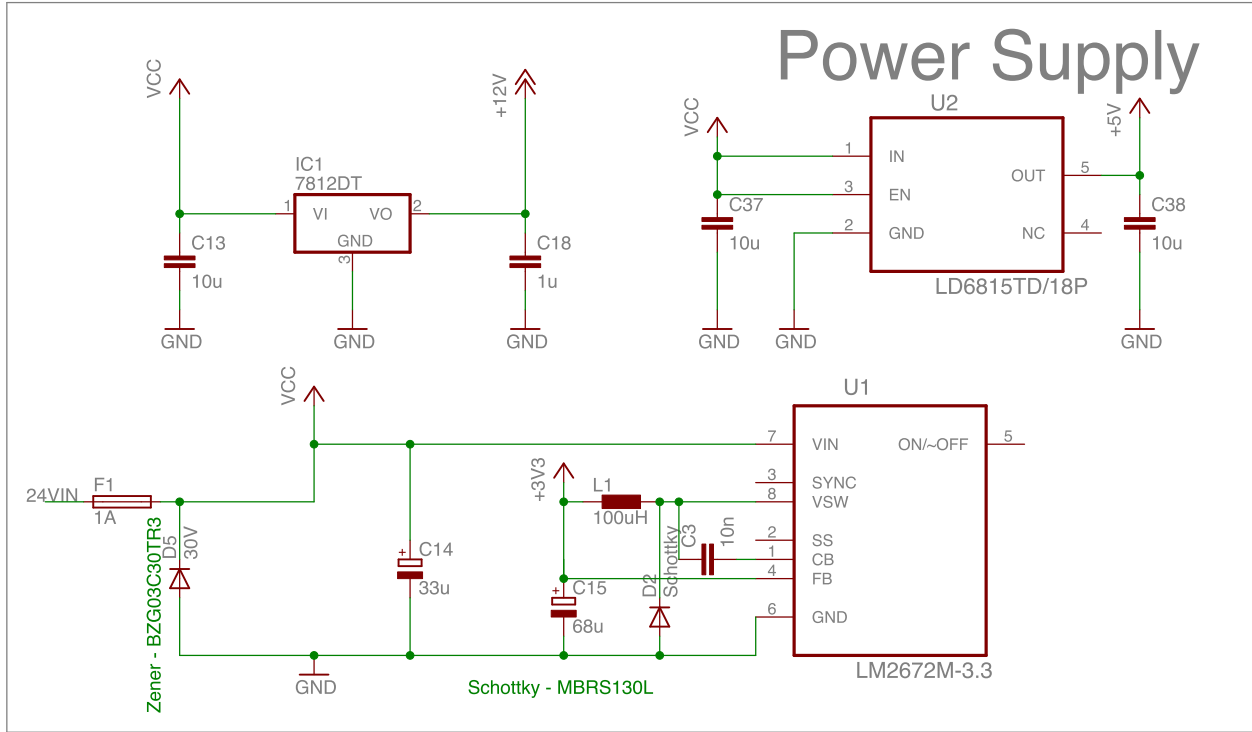 Power Supply
VCC
+12V
IC1
7812DT
1
VI
VO
2
GND
3
C13
10u
C18
1u
GND
GND
GND
VCC
U2
+5V
1
IN
3
EN
2
GND
OUT
5
NC
4
C37
10u
C38
10u
LD6815TD/18P
GND
GND
GND
VCC
U1
7
VIN
ON/~OFF
5
3
SYNC
8
VSW
2
SS
1
CB
4
FB
6
GND
LM2672M-3.3
24VIN
F1
1A
D5
30V
Zener - BZG03C30TR3
+
C14
33u
+3V3
L1
100uH
C3
10n
+
C15
68u
D2
Schottky
GND
Schottky - MBRS130L